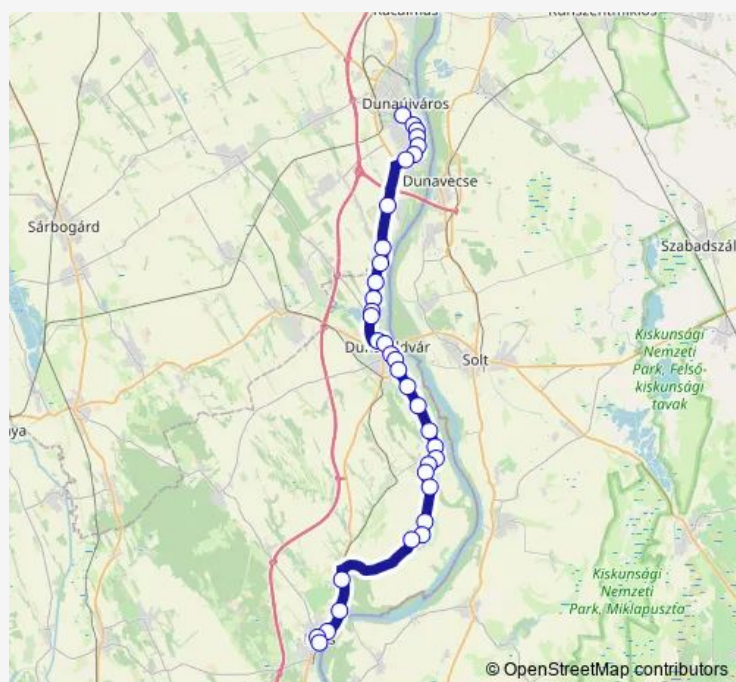 Dunaújváros
Dunavecse
Sárbogárd
Szabadszál
Solt
Kiskunsági
Nemzeti
Park, Felső-
kiskunsági
tavak
Kiskunsági
Nemzeti
Park, Miklapuszta
© OpenStreetMap contributors